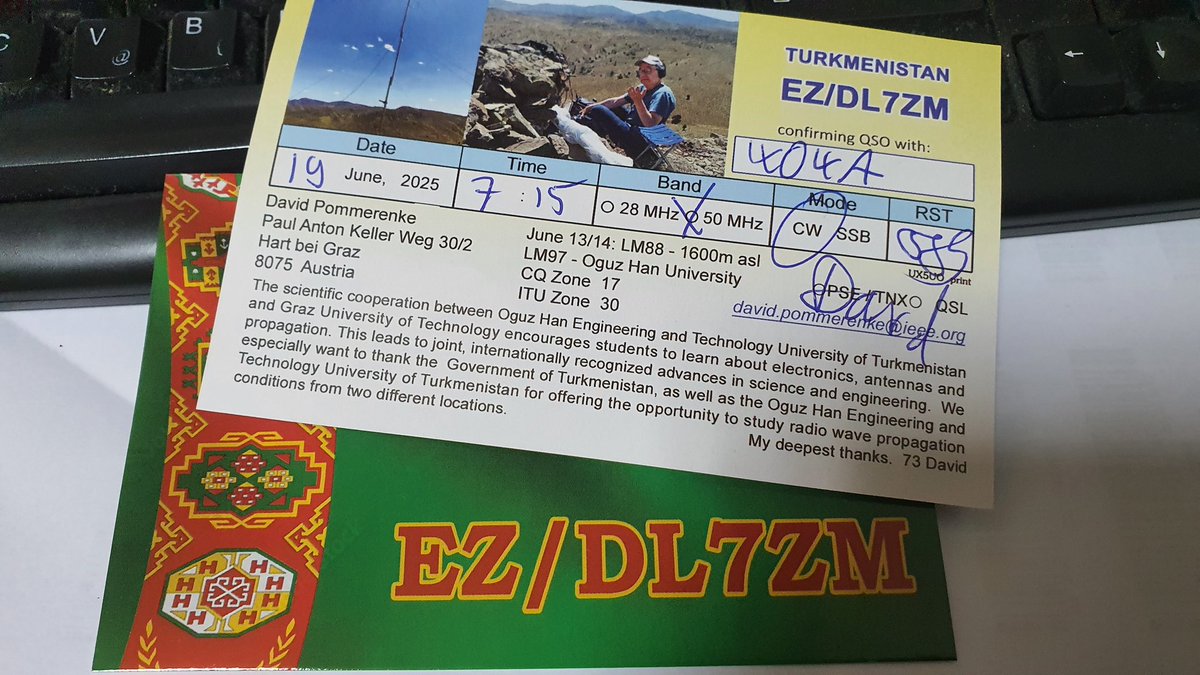 C
V
@
B
←
↓
TURKMENISTAN
EZ/DL7ZM
confirming QSO with:
4O4A
Date
Time
Band
Mode
RST
19 June, 2025
7 : 15
O 28 MHz O 50 MHz
CW SSB
David Pommerenke
Paul Anton Keller Weg 30/2
Hart bei Graz
8075 Austria
June 13/14: LM88 - 1600m asl
LM97 - Oguz Han University
CQ Zone 17
ITU Zone 30
UX5UO print
OPSE / TNXO QSL
David
david.pommerenke@ieee.org
The scientific cooperation between Oguz Han Engineering and Technology University of Turkmenistan
and Graz University of Technology encourages students to learn about electronics, antennas and
propagation. This leads to joint, internationally recognized advances in science and engineering. We
especially want to thank the Government of Turkmenistan, as well as the Oguz Han Engineering and
Technology University of Turkmenistan for offering the opportunity to study radio wave propagation
conditions from two different locations.
My deepest thanks. 73 David
EZ/DL7ZM